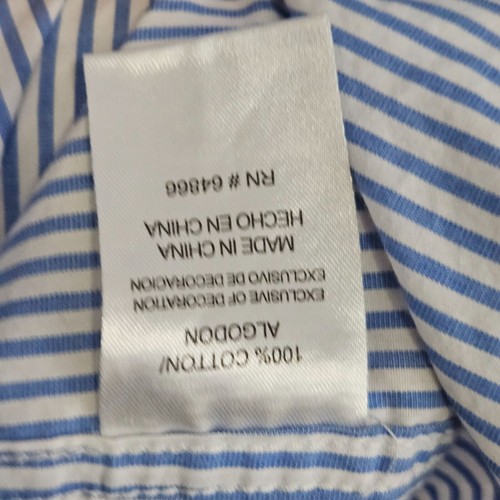 100% COTTON/
ALGODON
EXCLUSIVE OF DECORATION
EXCLUSIVO DE DECORACION
MADE IN CHINA
HECHO EN CHINA
RN # 64866